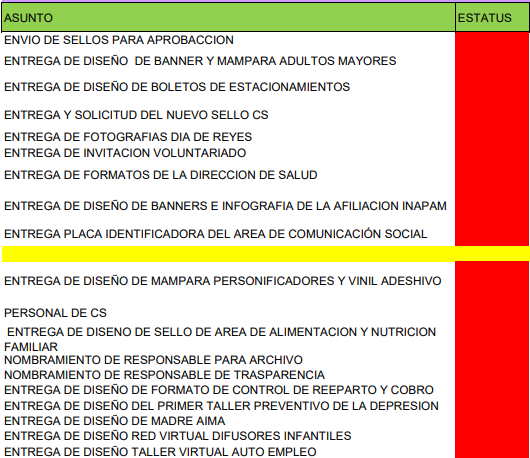 ASUNTO ESTATUS
ENVIO DE SELLOS PARA APROBACCION
ENTREGA DE DISEÑO DE BANNER Y MAMPARA ADULTOS MAYORES
ENTREGA DE DISEÑO DE BOLETOS DE ESTACIONAMIENTOS
ENTREGA Y SOLICITUD DEL NUEVO SELLO CS
ENTREGA DE FOTOGRAFIAS DIA DE REYES
ENTREGA DE INVITACION VOLUNTARIADO
ENTREGA DE FORMATOS DE LA DIRECCION DE SALUD
ENTREGA DE DISEÑO DE BANNERS E INFOGRAFIA DE LA AFILIACION INAPAM
ENTREGA PLACA IDENTIFICADORA DEL AREA DE COMUNICACIÓN SOCIAL
ENTREGA DE DISEÑO DE MAMPARA PERSONIFICADORES Y VINIL ADESHIVO
PERSONAL DE CS
ENTREGA DE DISENO DE SELLO DE AREA DE ALIMENTACION Y NUTRICION
FAMILIAR
NOMBRAMIENTO DE RESPONSABLE PARA ARCHIVO
NOMBRAMIENTO DE RESPONSABLE DE TRASPARENCIA
ENTREGA DE DISEÑO DE FORMATO DE CONTROL DE REEPARTO Y COBRO
ENTREGA DE DISEÑO DEL PRIMER TALLER PREVENTIVO DE LA DEPRESION
ENTREGA DE DISEÑO DE MADRE AIMA
ENTREGA DE DISEÑO RED VIRTUAL DIFUSORES INFANTILES
ENTREGA DE DISEÑO TALLER VIRTUAL AUTO EMPLEO